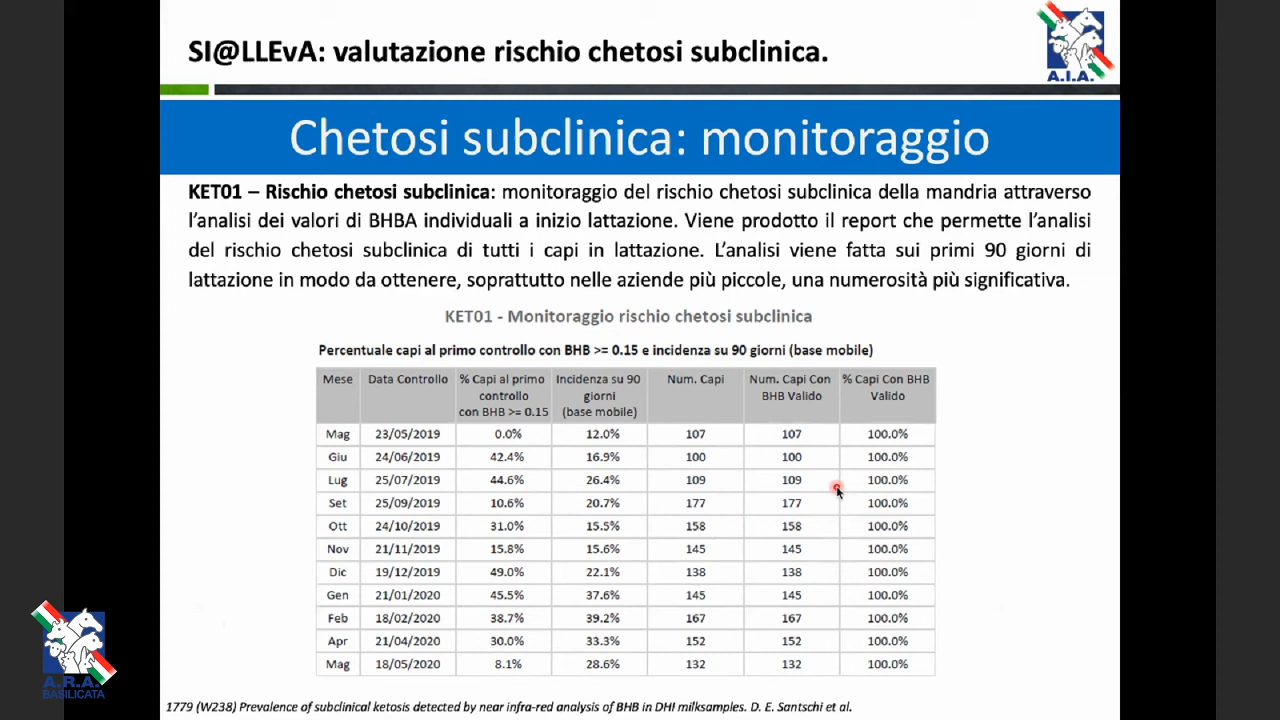 SI@LLEvA: valutazione rischio chetosi subclinica.
A.I.A.
Chetosi subclinica: monitoraggio
KET01 – Rischio chetosi subclinica: monitoraggio del rischio chetosi subclinica della mandria attraverso
l'analisi dei valori di BHBA individuali a inizio lattazione. Viene prodotto il report che permette l'analisi
del rischio chetosi subclinica di tutti i capi in lattazione. L'analisi viene fatta sui primi 90 giorni di
lattazione in modo da ottenere, soprattutto nelle aziende più piccole, una numerosità più significativa.
KET01 - Monitoraggio rischio chetosi subclinica
Percentuale capi al primo controllo con BHB >= 0.15 e incidenza su 90 giorni (base mobile)
Mese Data Controllo % Capi al primo Incidenza su 90 Num. Capi Num. Capi Con % Capi Con BHB
controllo giorni BHB Valido Valido
con BHB >= 0.15 (base mobile)
Mag 23/05/2019 0.0% 12.0% 107 107 100.0%
Giu 24/06/2019 42.4% 16.9% 100 100 100.0%
Lug 25/07/2019 44.6% 26.4% 109 109 100.0%
Set 25/09/2019 10.6% 20.7% 177 177 100.0%
Ott 24/10/2019 31.0% 15.5% 158 158 100.0%
Nov 21/11/2019 15.8% 15.6% 145 145 100.0%
Dic 19/12/2019 49.0% 22.1% 138 138 100.0%
Gen 21/01/2020 45.5% 37.6% 145 145 100.0%
Feb 18/02/2020 38.7% 39.2% 167 167 100.0%
Apr 21/04/2020 30.0% 33.3% 152 152 100.0%
Mag 18/05/2020 8.1% 28.6% 132 132 100.0%
A.R.A.
BASILICATA
1779 (W238) Prevalence of subclinical ketosis detected by near infra-red analysis of BHB in DHI milksamples. D. E. Santschi et al.